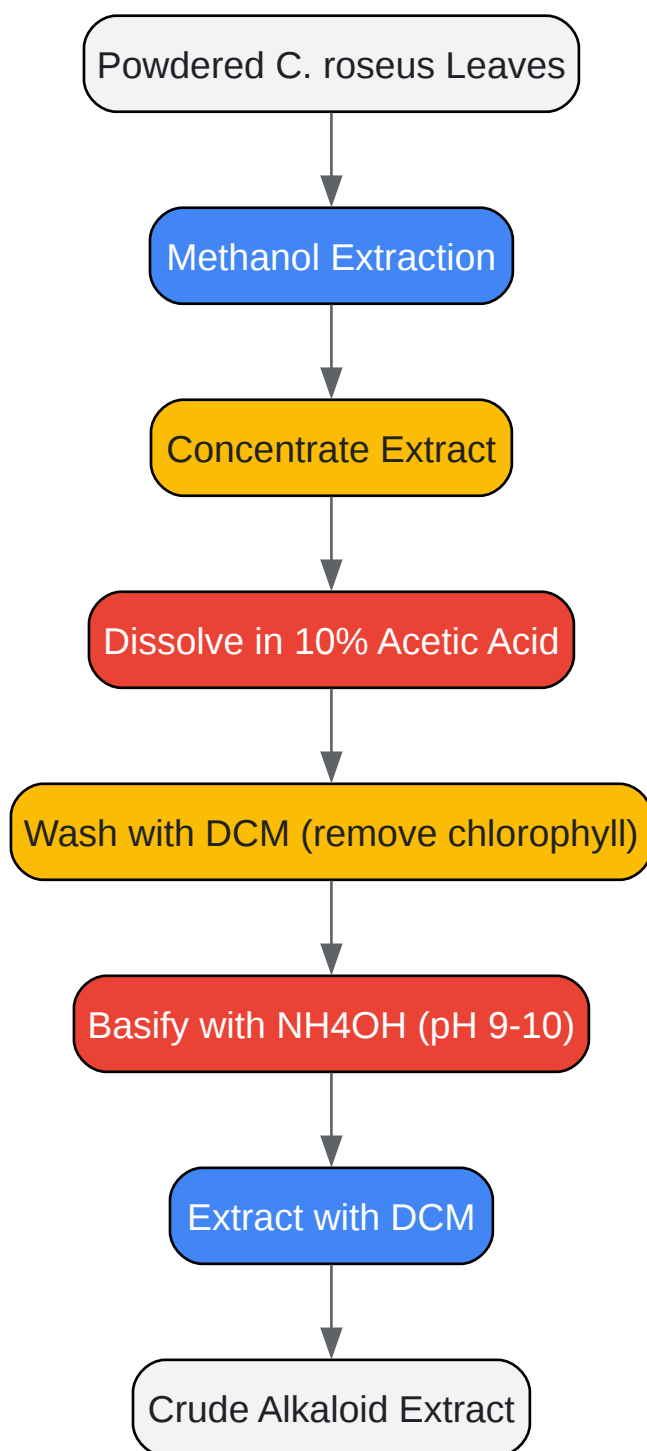 Powdered C. roseus Leaves
Methanol Extraction
Concentrate Extract
Dissolve in 10% Acetic Acid
Wash with DCM (remove chlorophyll)
Basify with NH4OH (pH 9-10)
Extract with DCM
Crude Alkaloid Extract